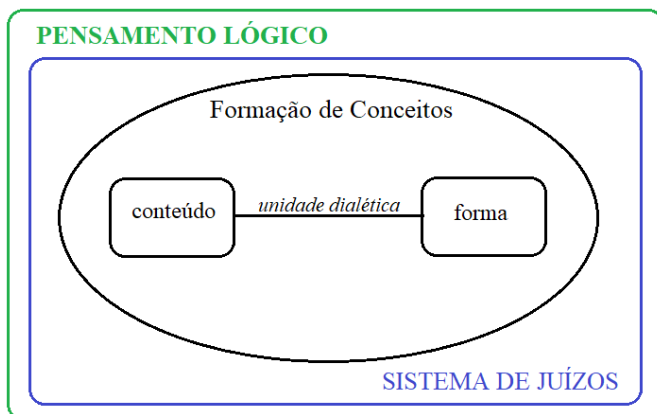 PENSAMENTO LÓGICO
Formação de Conceitos
conteúdo
unidade dialética
forma
SISTEMA DE JUÍZOS